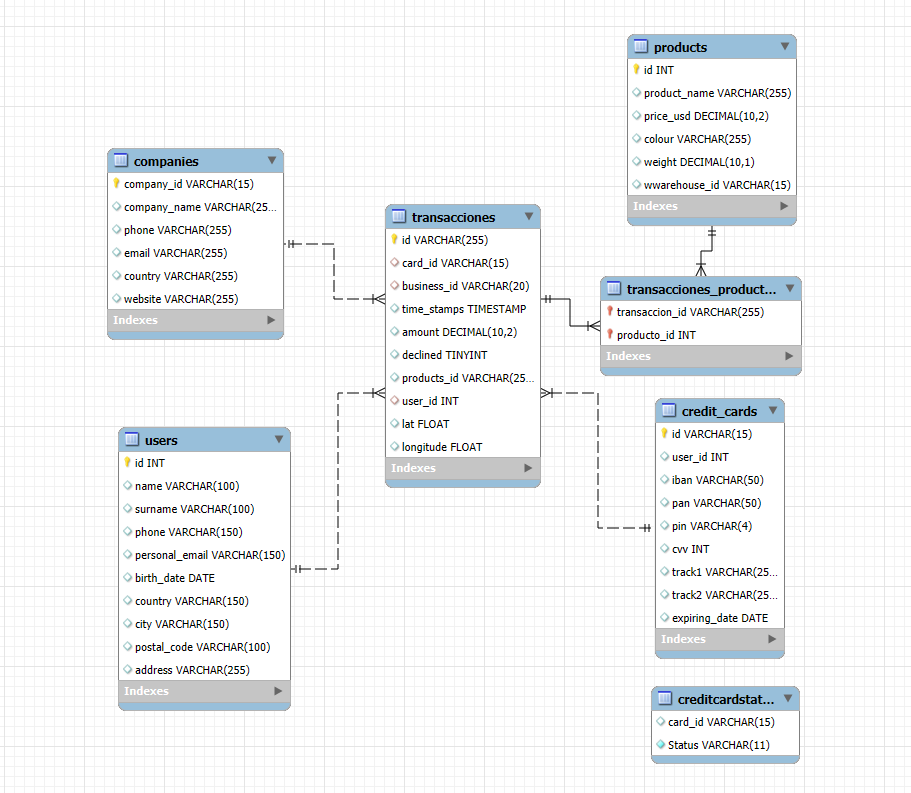 products
id INT
product_name VARCHAR(255)
price_usd DECIMAL(10,2)
colour VARCHAR(255)
weight DECIMAL(10,1)
wwarehouse_id VARCHAR(15)
Indexes
companies
company_id VARCHAR(15)
company_name VARCHAR(25...
phone VARCHAR(255)
email VARCHAR(255)
country VARCHAR(255)
website VARCHAR(255)
Indexes
transacciones
id VARCHAR(255)
card_id VARCHAR(15)
business_id VARCHAR(20)
time_stamps TIMESTAMP
amount DECIMAL(10,2)
declined TINYINT
products_id VARCHAR(25...
user_id INT
lat FLOAT
longitude FLOAT
Indexes
transacciones_product...
transaccion_id VARCHAR(255)
producto_id INT
Indexes
users
id INT
name VARCHAR(100)
surname VARCHAR(100)
phone VARCHAR(150)
personal_email VARCHAR(150)
birth_date DATE
country VARCHAR(150)
city VARCHAR(150)
postal_code VARCHAR(100)
address VARCHAR(255)
Indexes
credit_cards
id VARCHAR(15)
user_id INT
iban VARCHAR(50)
pan VARCHAR(50)
pin VARCHAR(4)
cvv INT
track1 VARCHAR(25...
track2 VARCHAR(25...
expiring_date DATE
Indexes
creditcardstat...
card_id VARCHAR(15)
Status VARCHAR(11)